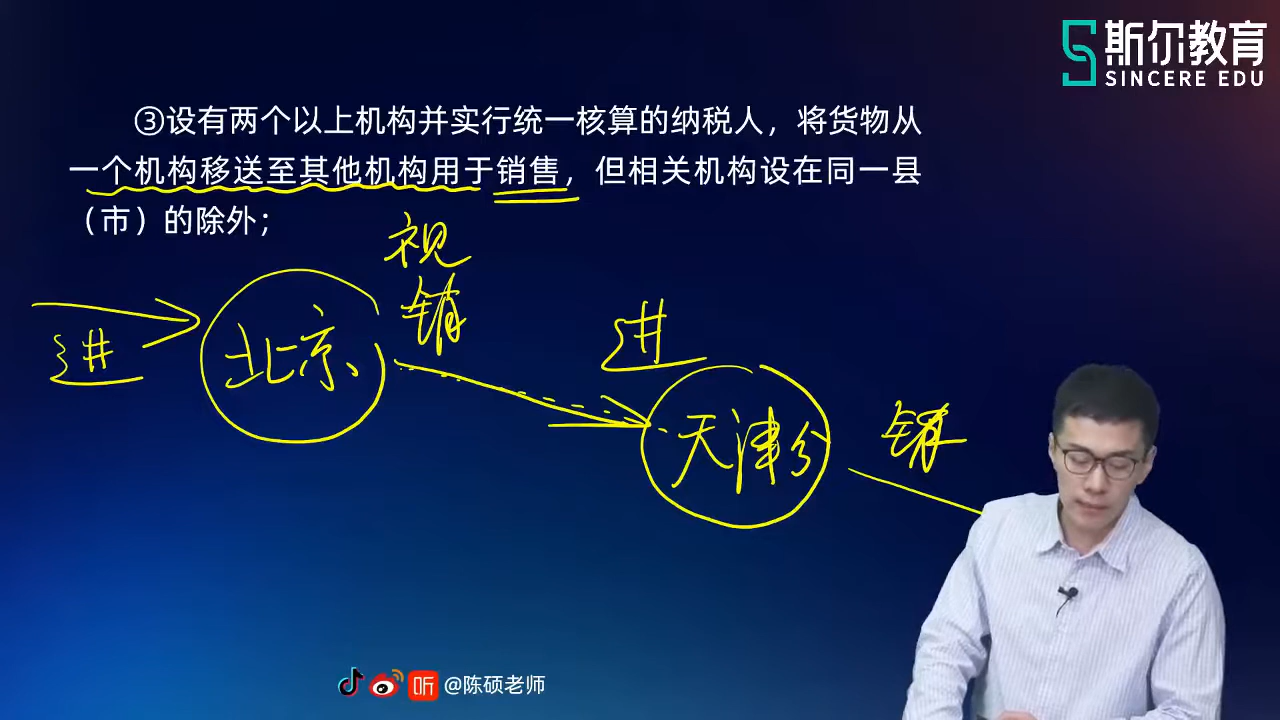 斯尔教育
SINCERE EDU
③设有两个以上机构并实行统一核算的纳税人，将货物从
一个机构移送至其他机构用于销售，但相关机构设在同一县
（市）的除外；
视
销
进
进
北京
天津分
销
听 @陈硕老师